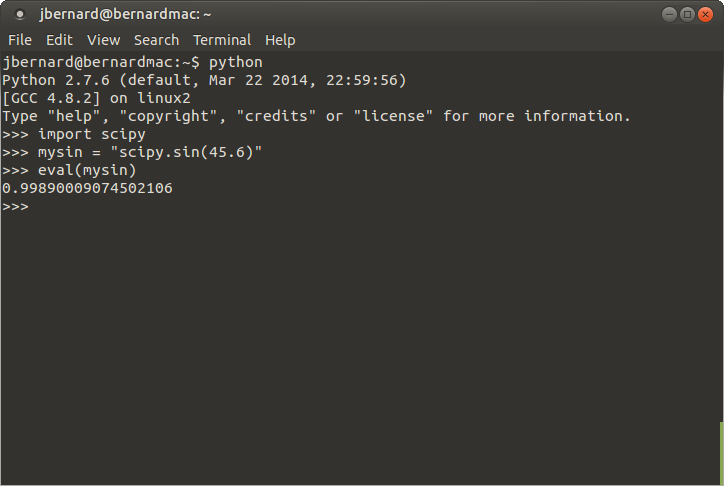 jbernard@bernardmac: ~
File Edit View Search Terminal Help
jbernard@bernardmac:~$ python
Python 2.7.6 (default, Mar 22 2014, 22:59:56)
[GCC 4.8.2] on linux2
Type "help", "copyright", "credits" or "license" for more information.
>>> import scipy
>>> mysin = "scipy.sin(45.6)"
>>> eval(mysin)
0.99890009074502106
>>>